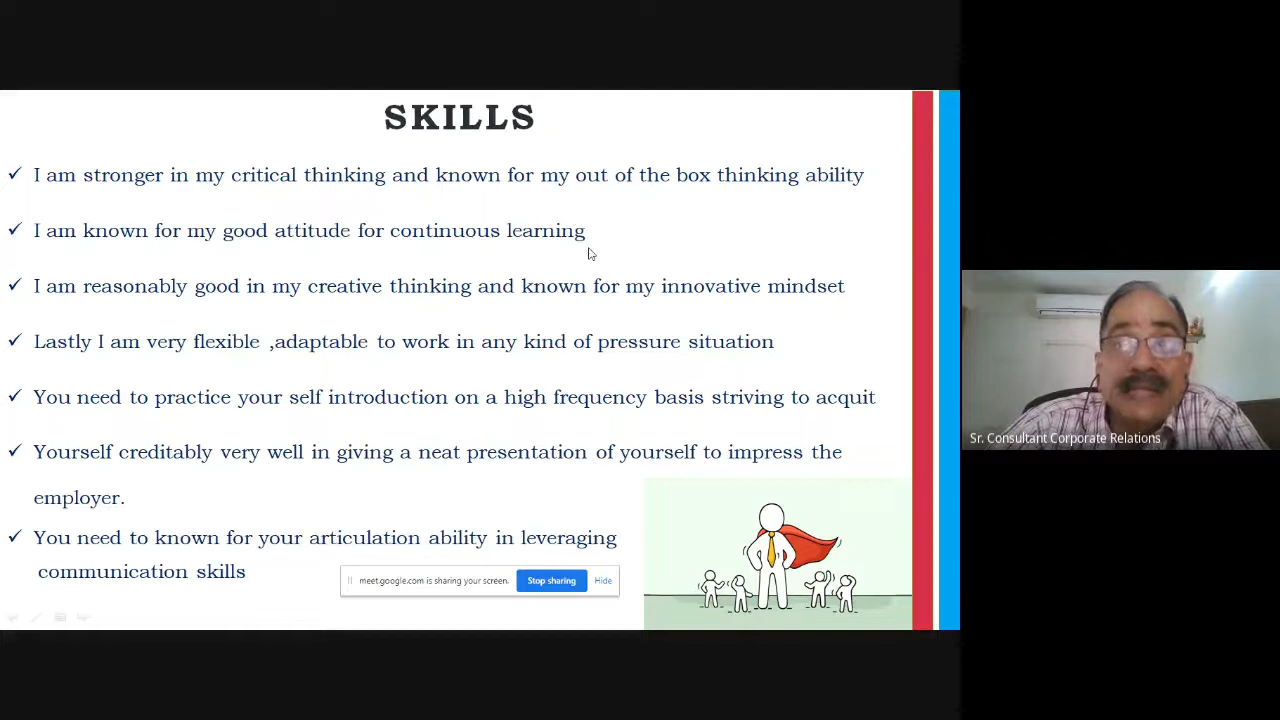 SKILLS
✓ I am stronger in my critical thinking and known for my out of the box thinking ability
✓ I am known for my good attitude for continuous learning
✓ I am reasonably good in my creative thinking and known for my innovative mindset
✓ Lastly I am very flexible ,adaptable to work in any kind of pressure situation
✓ You need to practice your self introduction on a high frequency basis striving to acquit
✓ Yourself creditably very well in giving a neat presentation of yourself to impress the
employer.
✓ You need to known for your articulation ability in leveraging
communication skills
meet.google.com is sharing your screen. Stop sharing Hide
Sr. Consultant Corporate Relations